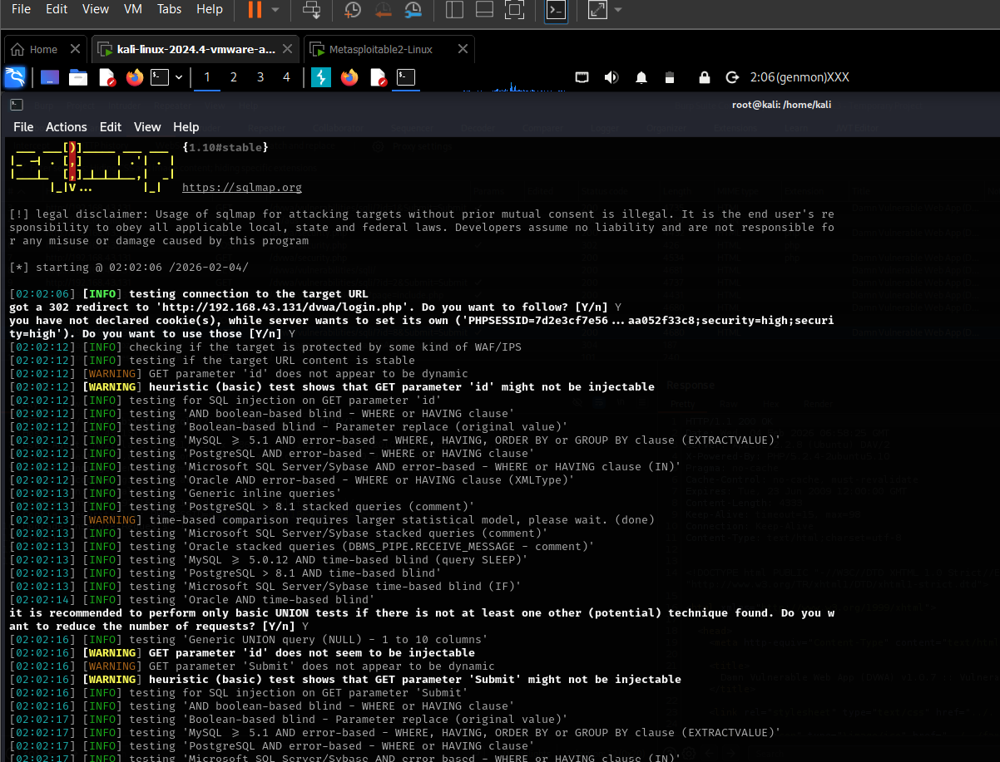 File Edit View VM Tabs Help
Home kali-linux-2024.4-vmware-a... Metasploitable2-Linux
1 2 3 4 2:06(genmon)XXX
root@kali: /home/kali
File Actions Edit View Help
{1.10#stable}
https://sqlmap.org
[!] legal disclaimer: Usage of sqlmap for attacking targets without prior mutual consent is illegal. It is the end user's re
sponsibility to obey all applicable local, state and federal laws. Developers assume no liability and are not responsible fo
r any misuse or damage caused by this program
[*] starting @ 02:02:06 /2026-02-04/
[02:02:06] [INFO] testing connection to the target URL
got a 302 redirect to 'http://192.168.43.131/dvwa/login.php'. Do you want to follow? [Y/n] Y
you have not declared cookie(s), while server wants to set its own ('PHPSESSID=7d2e3cf7e56...aa052f33c8;security=high;securi
ty=high'). Do you want to use those [Y/n] Y
[02:02:12] [INFO] checking if the target is protected by some kind of WAF/IPS
[02:02:12] [INFO] testing if the target URL content is stable
[02:02:12] [WARNING] GET parameter 'id' does not appear to be dynamic
[02:02:12] [WARNING] heuristic (basic) test shows that GET parameter 'id' might not be injectable
[02:02:12] [INFO] testing for SQL injection on GET parameter 'id'
[02:02:12] [INFO] testing 'AND boolean-based blind - WHERE or HAVING clause'
[02:02:12] [INFO] testing 'Boolean-based blind - Parameter replace (original value)'
[02:02:12] [INFO] testing 'MySQL ≥ 5.1 AND error-based - WHERE, HAVING, ORDER BY or GROUP BY clause (EXTRACTVALUE)'
[02:02:12] [INFO] testing 'PostgreSQL AND error-based - WHERE or HAVING clause'
[02:02:12] [INFO] testing 'Microsoft SQL Server/Sybase AND error-based - WHERE or HAVING clause (IN)'
[02:02:12] [INFO] testing 'Oracle AND error-based - WHERE or HAVING clause (XMLType)'
[02:02:13] [INFO] testing 'Generic inline queries'
[02:02:13] [INFO] testing 'PostgreSQL > 8.1 stacked queries (comment)'
[02:02:13] [WARNING] time-based comparison requires larger statistical model, please wait. (done)
[02:02:13] [INFO] testing 'Microsoft SQL Server/Sybase stacked queries (comment)'
[02:02:13] [INFO] testing 'Oracle stacked queries (DBMS_PIPE.RECEIVE_MESSAGE - comment)'
[02:02:13] [INFO] testing 'MySQL ≥ 5.0.12 AND time-based blind (query SLEEP)'
[02:02:13] [INFO] testing 'PostgreSQL > 8.1 AND time-based blind'
[02:02:13] [INFO] testing 'Microsoft SQL Server/Sybase time-based blind (IF)'
[02:02:14] [INFO] testing 'Oracle AND time-based blind'
it is recommended to perform only basic UNION tests if there is not at least one other (potential) technique found. Do you w
ant to reduce the number of requests? [Y/n] Y
[02:02:16] [INFO] testing 'Generic UNION query (NULL) - 1 to 10 columns'
[02:02:16] [WARNING] GET parameter 'id' does not seem to be injectable
[02:02:16] [WARNING] GET parameter 'Submit' does not appear to be dynamic
[02:02:16] [WARNING] heuristic (basic) test shows that GET parameter 'Submit' might not be injectable
[02:02:16] [INFO] testing for SQL injection on GET parameter 'Submit'
[02:02:16] [INFO] testing 'AND boolean-based blind - WHERE or HAVING clause'
[02:02:17] [INFO] testing 'Boolean-based blind - Parameter replace (original value)'
[02:02:17] [INFO] testing 'MySQL ≥ 5.1 AND error-based - WHERE, HAVING, ORDER BY or GROUP BY clause (EXTRACTVALUE)'
[02:02:17] [INFO] testing 'PostgreSQL AND error-based - WHERE or HAVING clause'
[02:02:17] [INFO] testing 'Microsoft SQL Server/Sybase AND error-based - WHERE or HAVING clause (IN)'